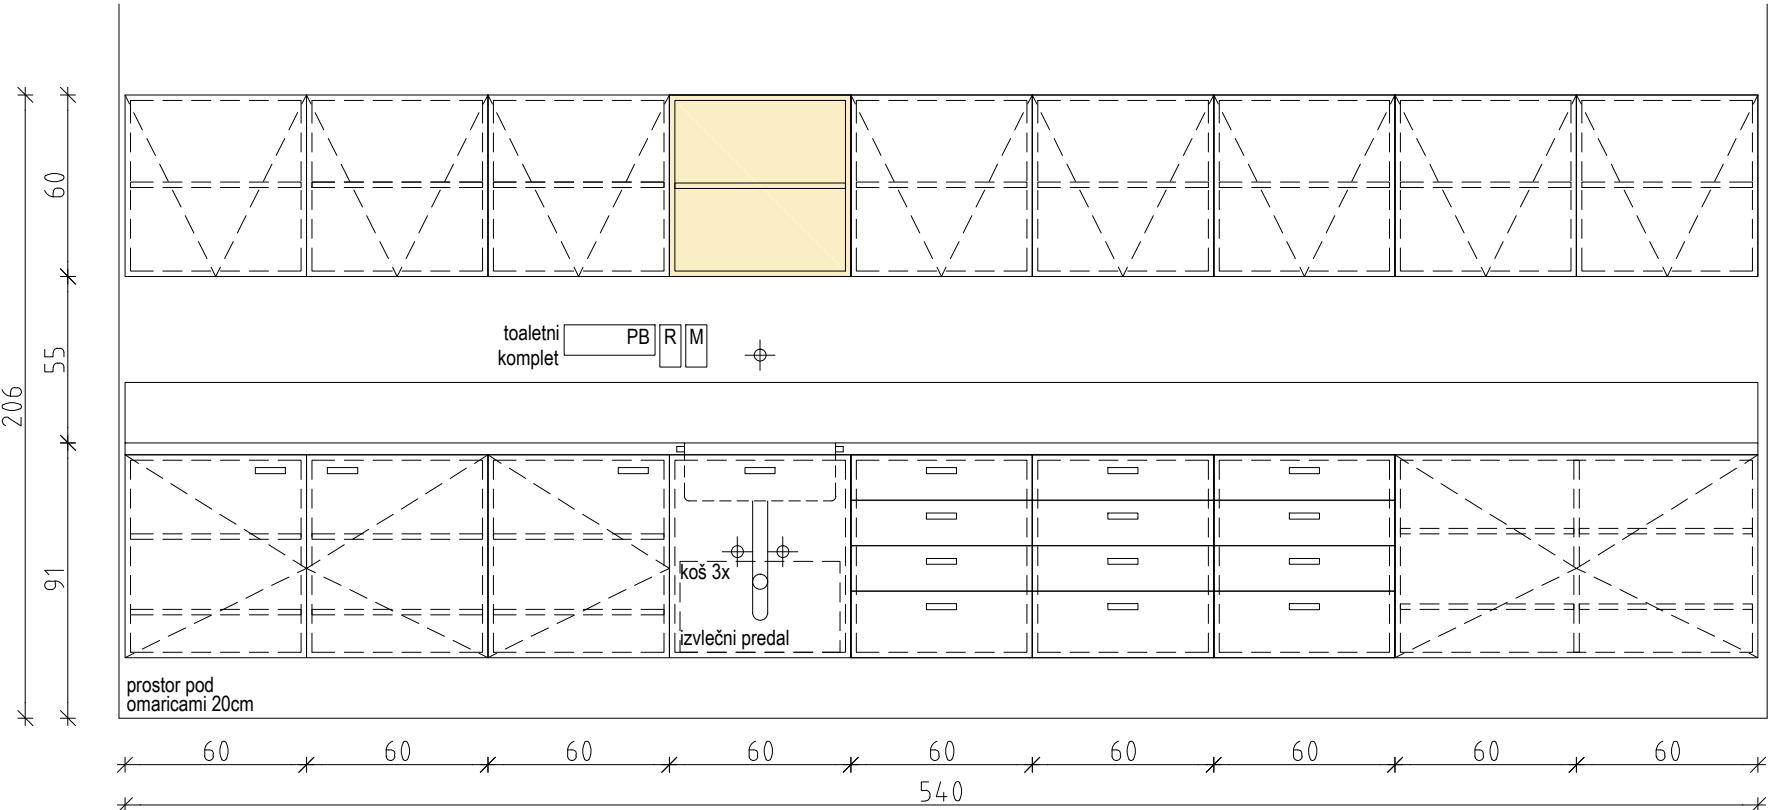 60
55
206
91
toaletni
komplet
PB R M
koš 3x
izvlečni predal
prostor pod
omaricami 20cm
60 60 60 60 60 60 60 60 60
540